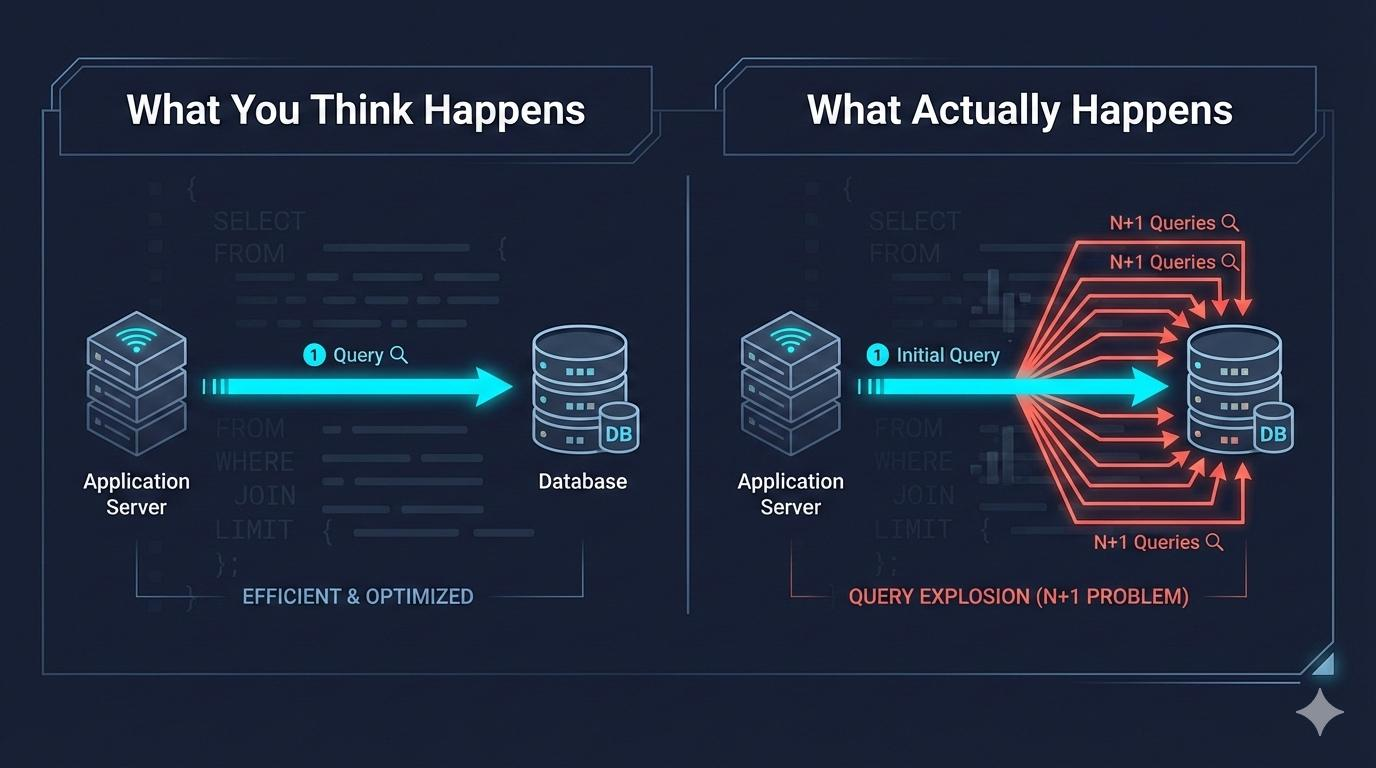 What You Think Happens
{
SELECT
FROM
{
1 Query
FROM
WHERE
JOIN
LIMIT {
};
}
Application
Server
DB
Database
EFFICIENT & OPTIMIZED
What Actually Happens
{
SELECT
FROM
N+1 Queries
N+1 Queries
1 Initial Query
FROM
WHERE
JOIN
LIMIT {
};
Application
Server
DB
N+1 Queries
QUERY EXPLOSION (N+1 PROBLEM)